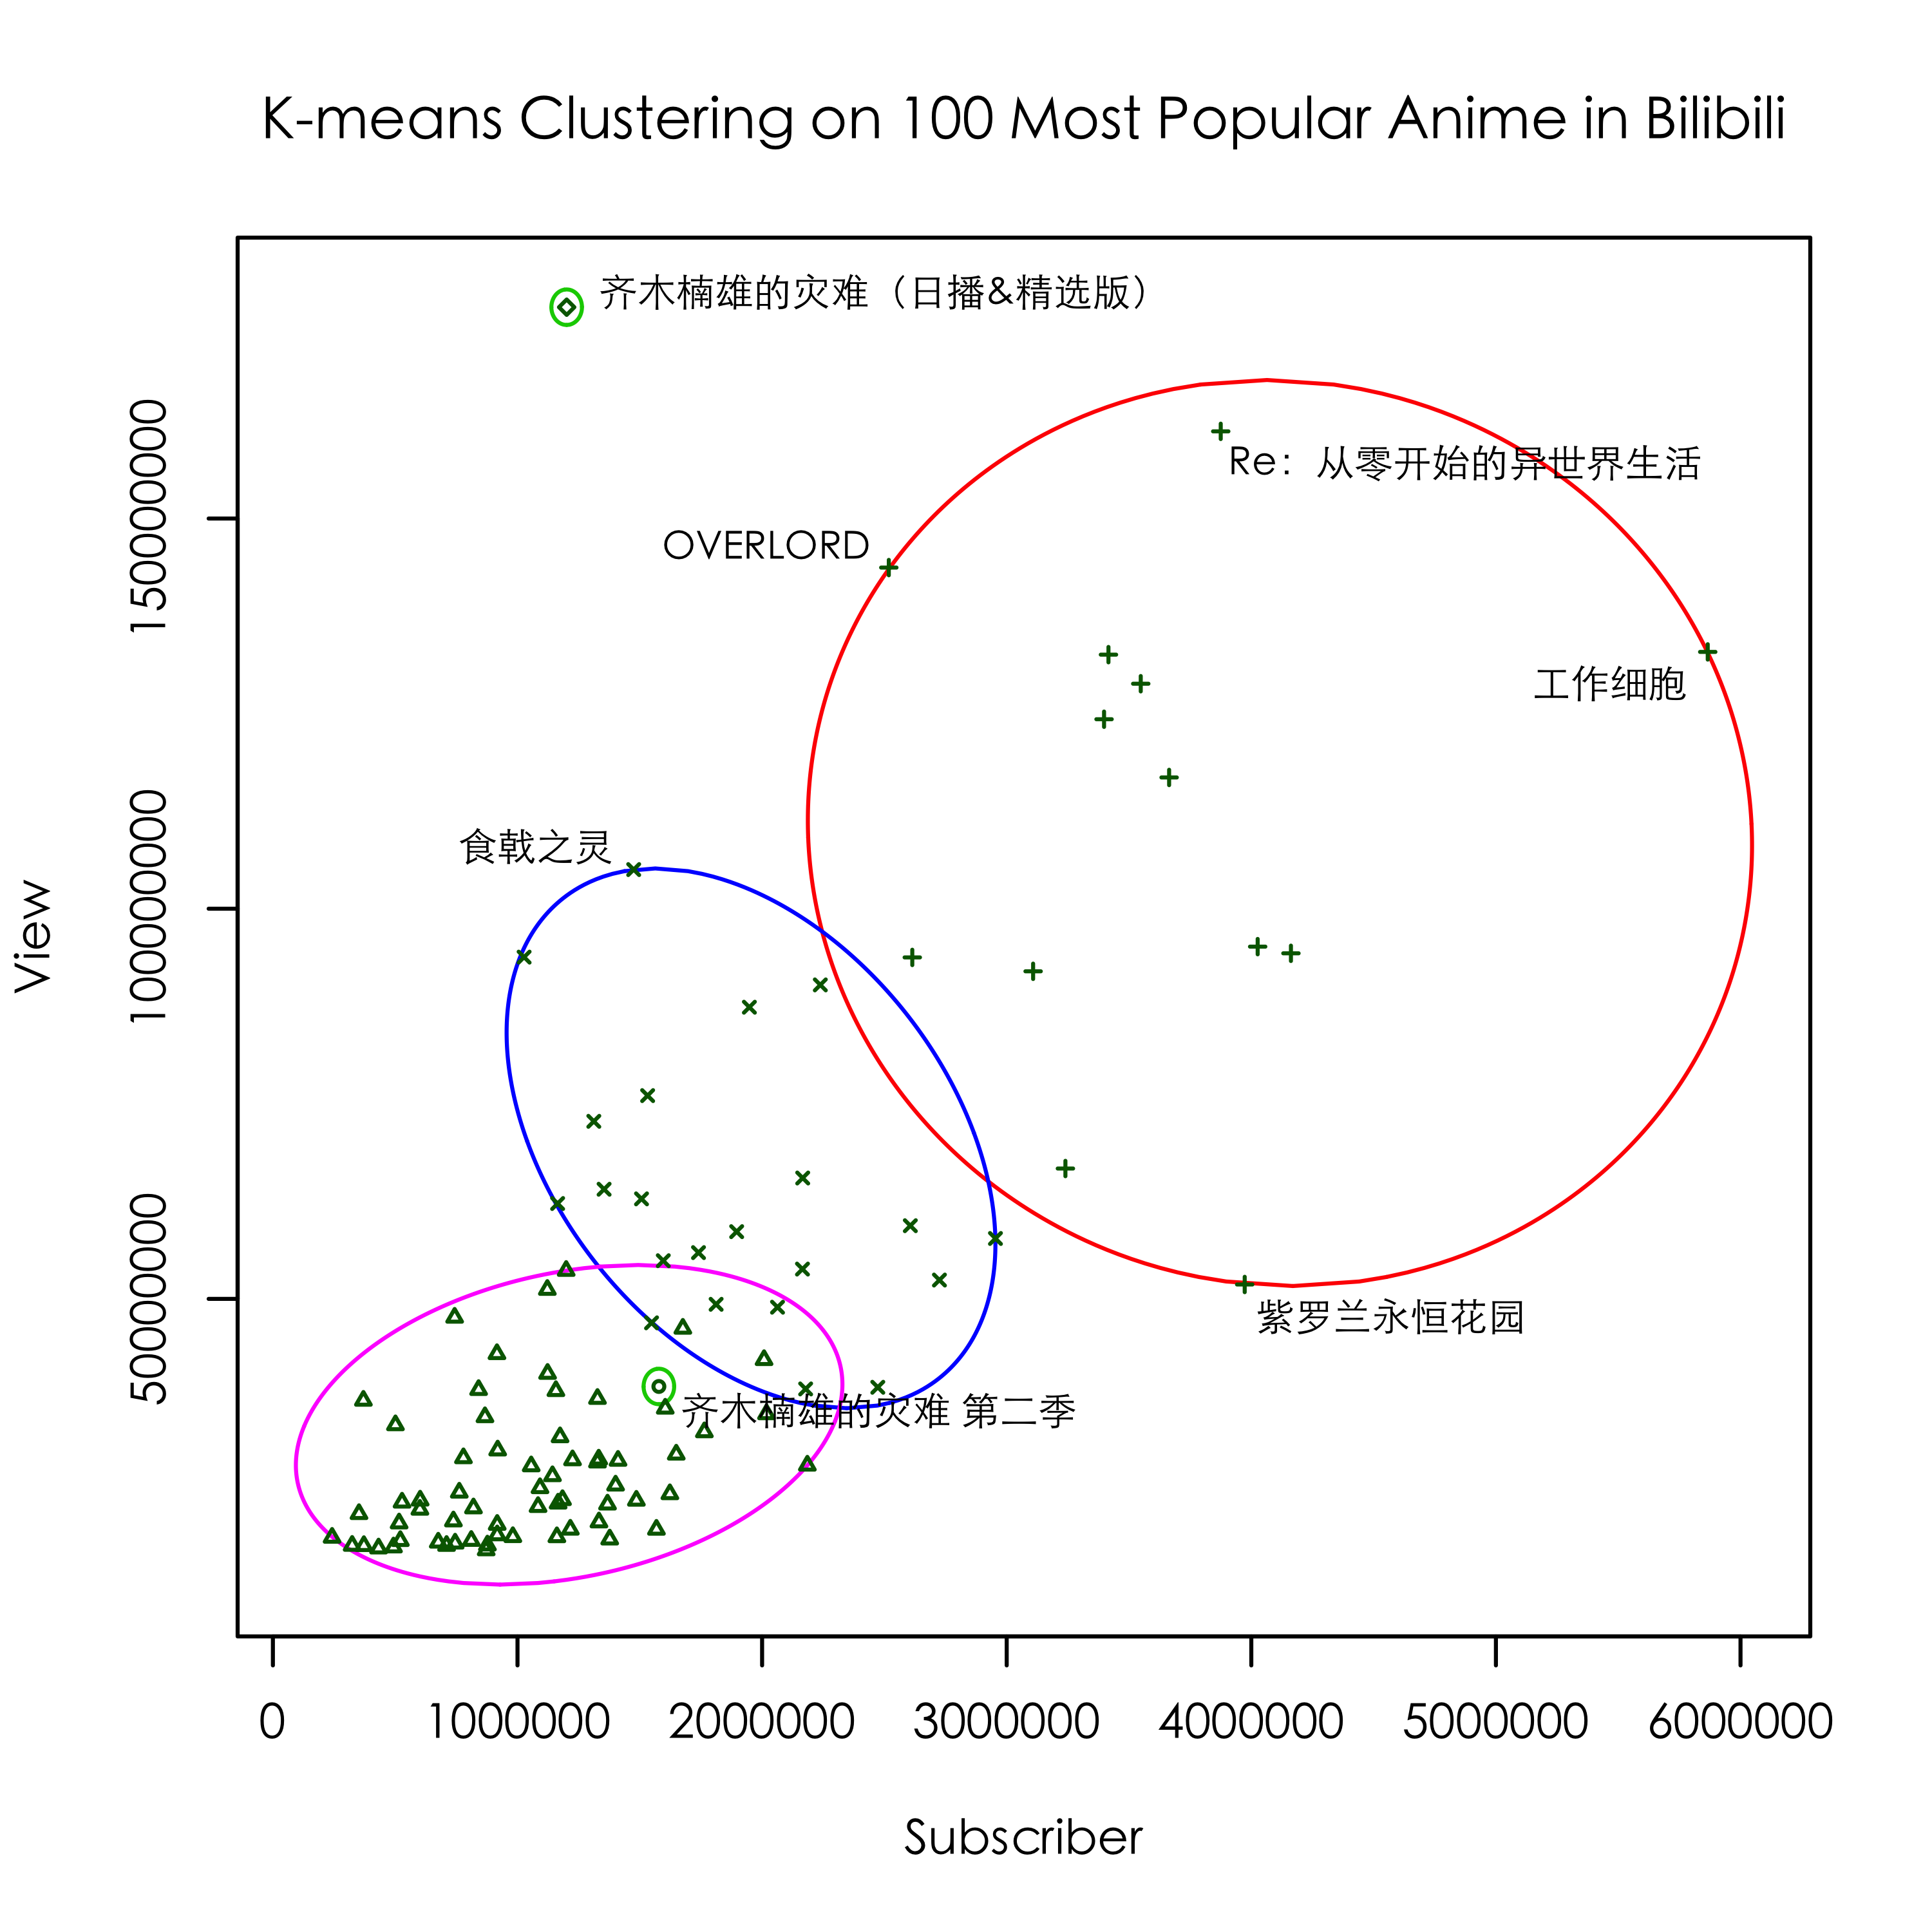 K-means Clustering on 100 Most Popular Anime in Bilibili
齐木楠雄的灾难（日播&精选版）
Re：从零开始的异世界生活
OVERLORD
工作细胞
食戟之灵
紫罗兰永恒花园
齐木楠雄的灾难 第二季
View
150000000
100000000
50000000
0
1000000
2000000
3000000
4000000
5000000
6000000
Subscriber